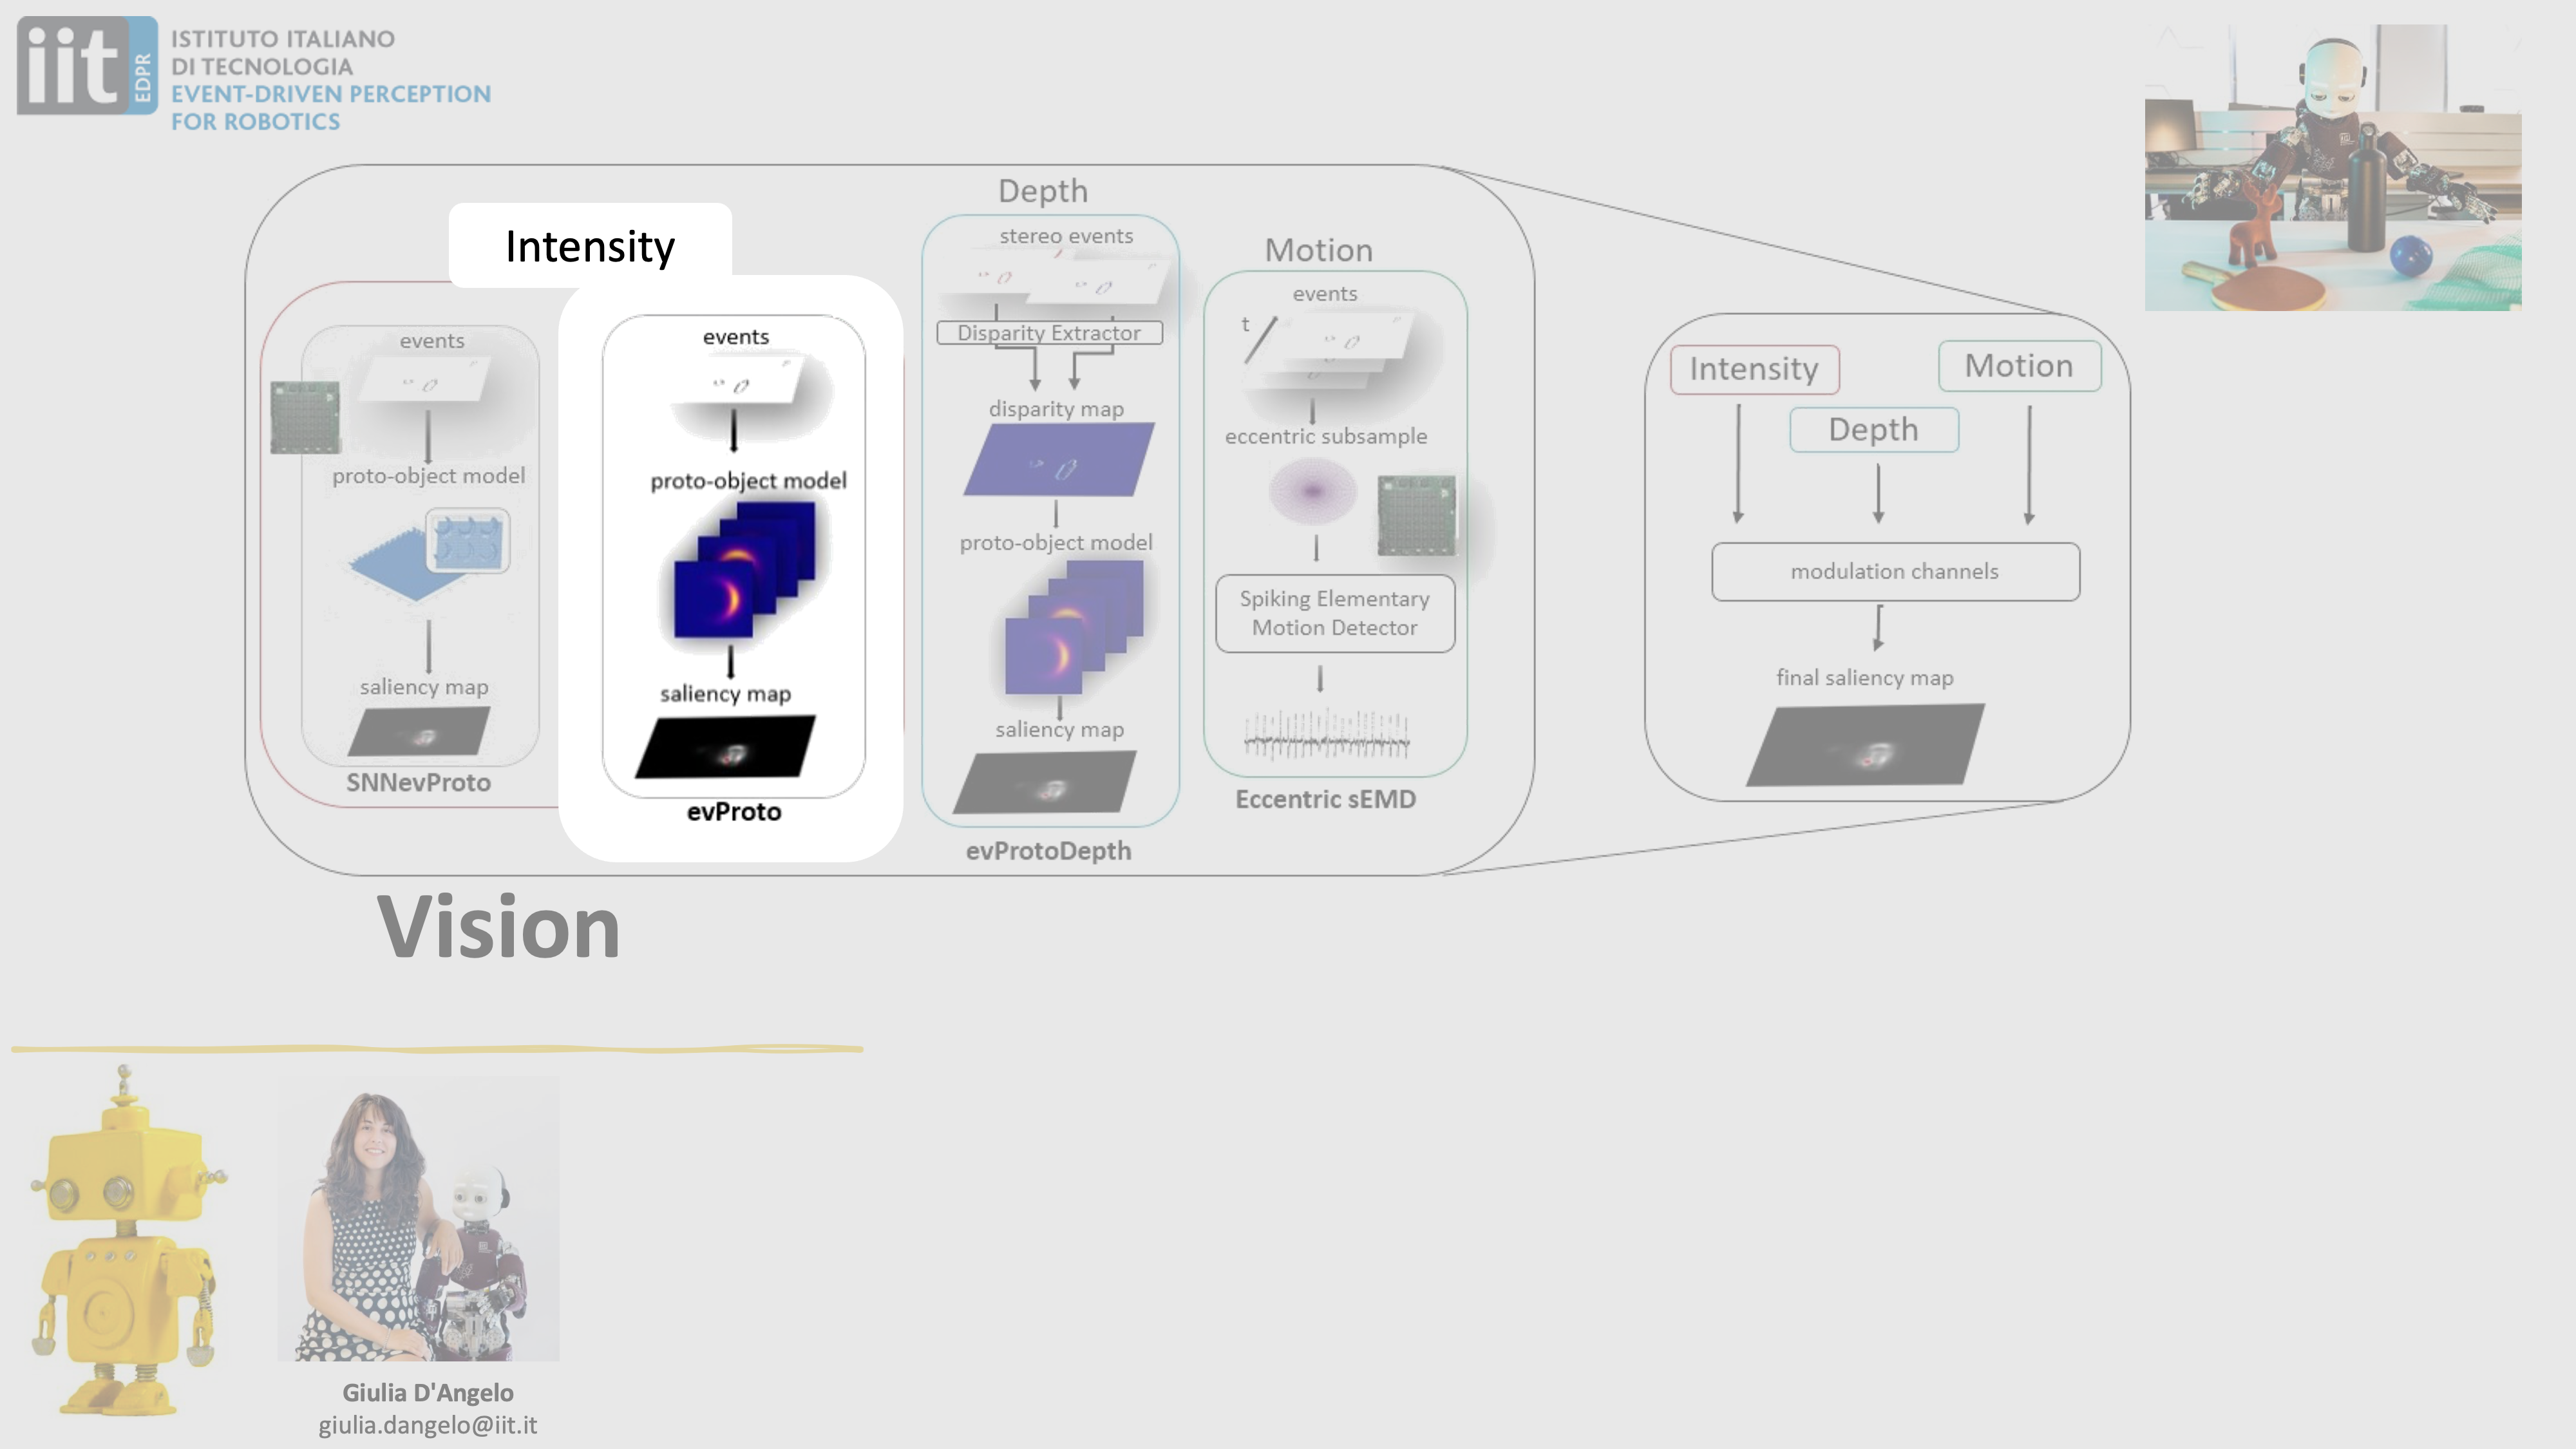 iit
EDPR
ISTITUTO ITALIANO
DI TECNOLOGIA
EVENT-DRIVEN PERCEPTION
FOR ROBOTICS
Intensity
events
proto-object model
saliency map
SNNevProto
events
proto-object model
saliency map
evProto
Depth
stereo events
Disparity Extractor
disparity map
proto-object model
saliency map
evProtoDepth
Motion
events
t
eccentric subsample
Spiking Elementary
Motion Detector
Eccentric sEMD
Intensity
Motion
Depth
modulation channels
final saliency map
Vision
Giulia D'Angelo
giulia.dangelo@iit.it